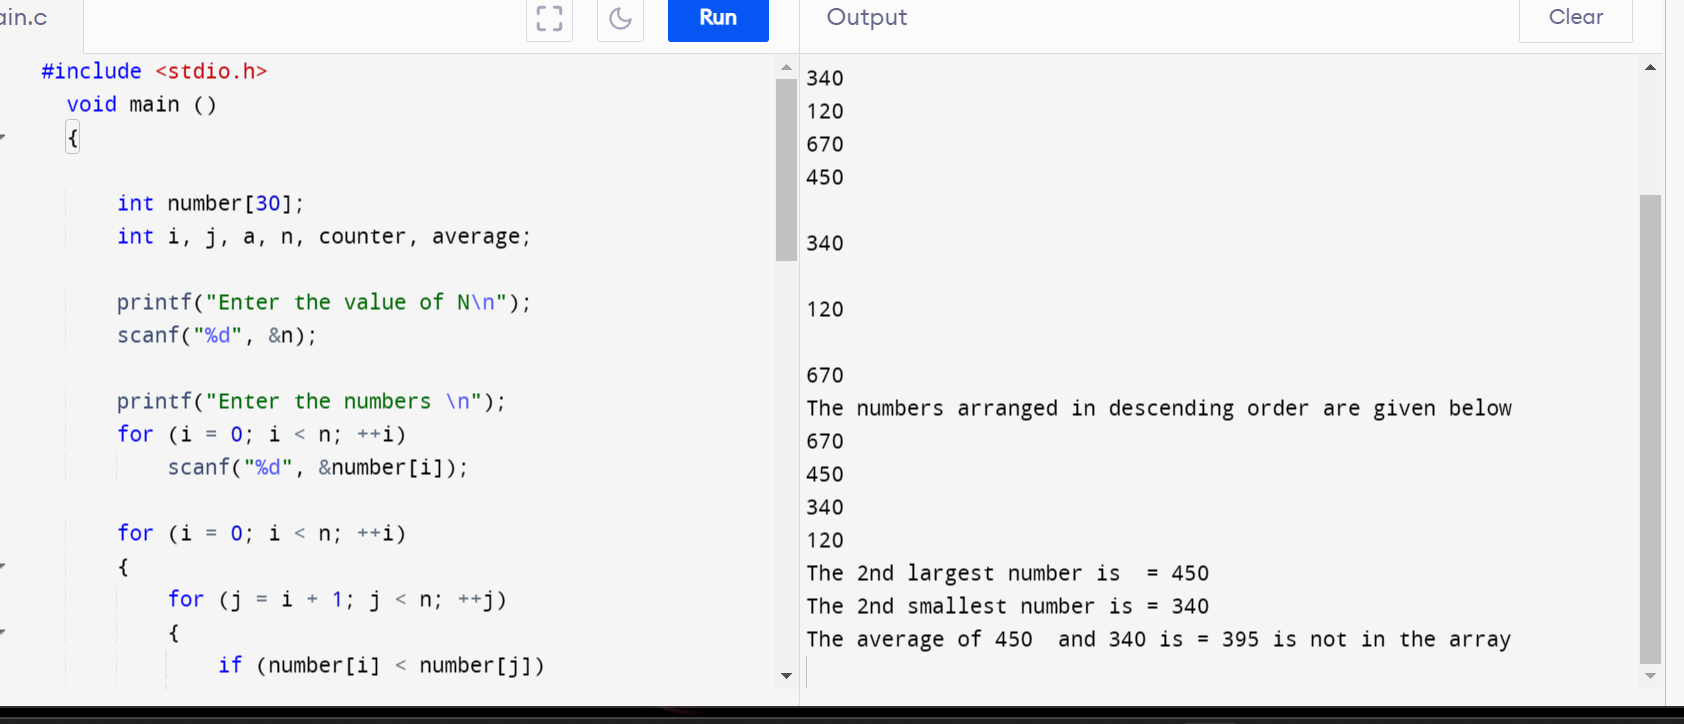 ain.c
Run
#include <stdio.h>
void main ()
{
int number[30];
int i, j, a, n, counter, average;
printf("Enter the value of N\n");
scanf("%d", &n);
printf("Enter the numbers \n");
for (i = 0; i < n; ++i)
scanf("%d", &number[i]);
for (i = 0; i < n; ++i)
{
for (j = i + 1; j < n; ++j)
{
if (number[i] < number[j])
Output
Clear
340
120
670
450
340
120
670
The numbers arranged in descending order are given below
670
450
340
120
The 2nd largest number is  = 450
The 2nd smallest number is = 340
The average of 450  and 340 is = 395 is not in the array